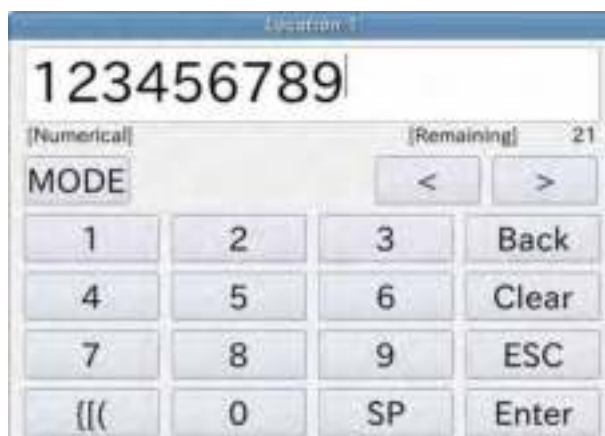 Location 1
123456789
[Numerical] [Remaining] 21
MODE < >
1 2 3 Back
4 5 6 Clear
7 8 9 ESC
{[( 0 SP Enter